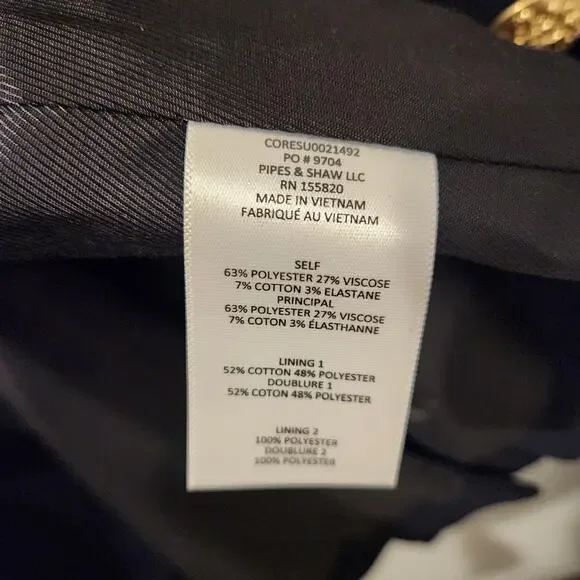 CORESU0021492
PO # 9704
PIPES & SHAW LLC
RN 155820
MADE IN VIETNAM
FABRIQUÉ AU VIETNAM
SELF
63% POLYESTER 27% VISCOSE
7% COTTON 3% ELASTANE
PRINCIPAL
63% POLYESTER 27% VISCOSE
7% COTON 3% ÉLASTHANNE
LINING 1
52% COTTON 48% POLYESTER
DOUBLURE 1
52% COTON 48% POLYESTER
LINING 2
100% POLYESTER
DOUBLURE 2
100% POLYESTER